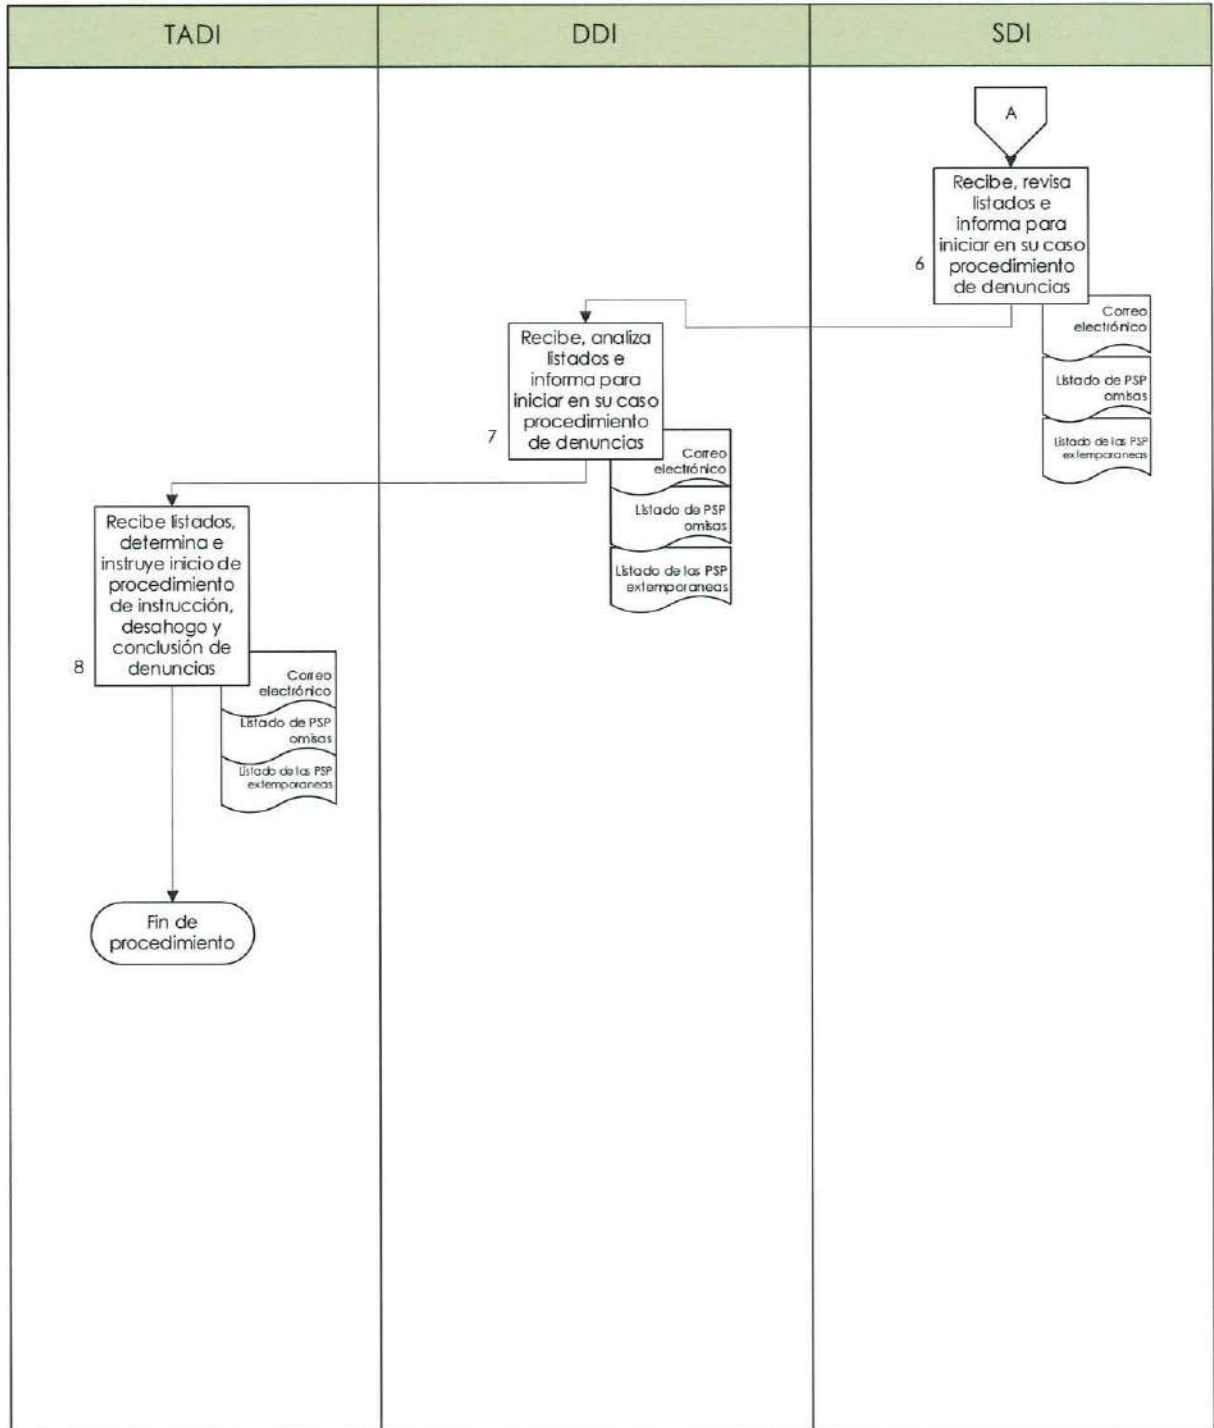 TADI
DDI
SDI
A
Recibe, revisa
listados e
informa para
iniciar en su caso
procedimiento
de denuncias
6
Correo
electrónico
Listado de PSP
omisas
Listado de las PSP
extemporaneas
Recibe, analiza
listados e
informa para
iniciar en su caso
procedimiento
de denuncias
7
Correo
electrónico
Listado de PSP
omisas
Listado de las PSP
extemporaneas
Recibe listados,
determina e
instruye inicio de
procedimiento
de instrucción,
desahogo y
conclusión de
denuncias
8
Correo
electrónico
Listado de PSP
omisas
Listado de las PSP
extemporaneas
Fin de
procedimiento